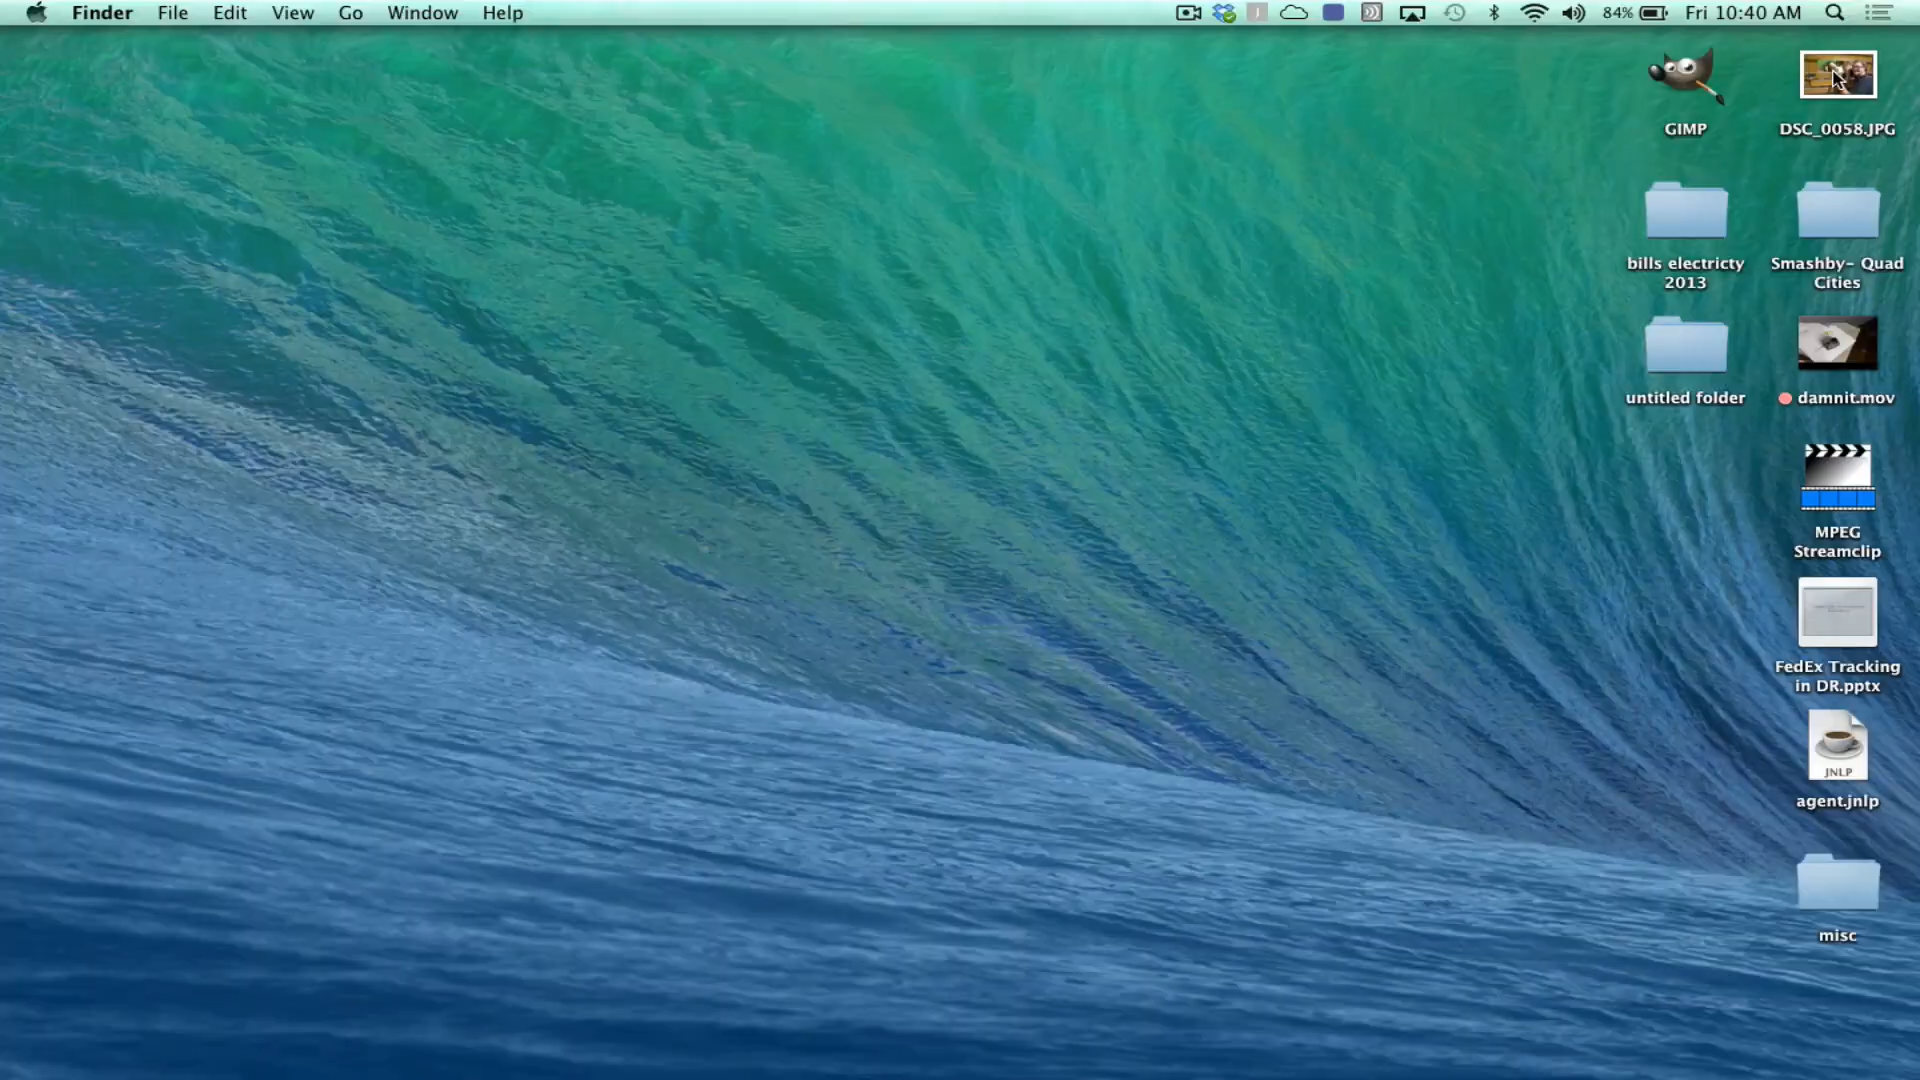 Finder File Edit View Go Window Help 84% Fri 10:40 AM
GIMP
DSC_0058.JPG
bills electricty
2013
Smashby- Quad
Cities
untitled folder
damnit.mov
MPEG
Streamclip
FedEx Tracking
in DR.pptx
JNLP
agent.jnlp
misc